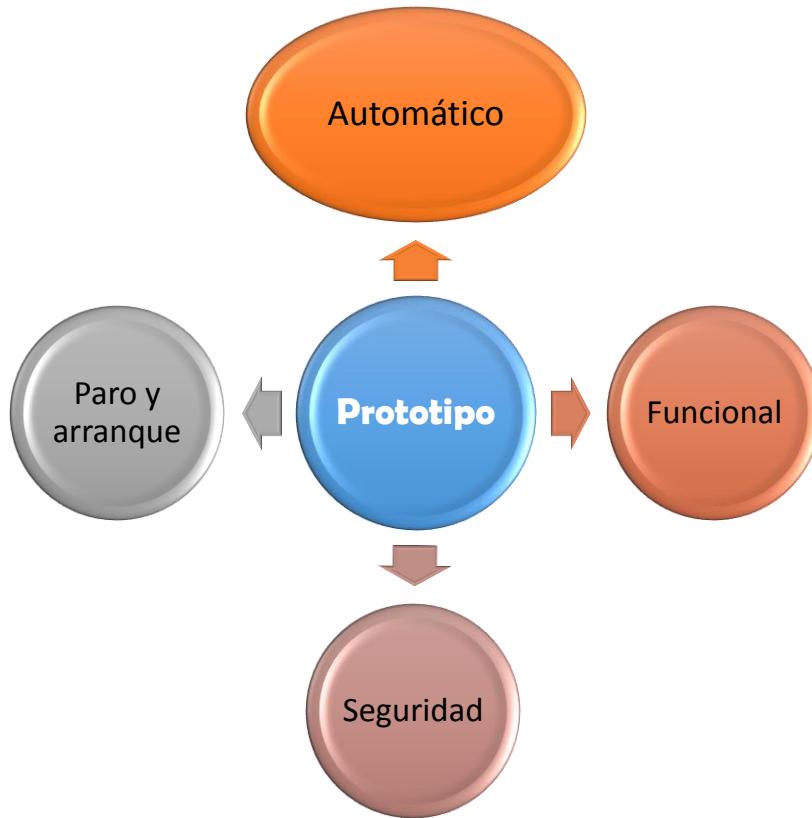 Automático
Paro y
arranque
Prototipo
Funcional
Seguridad